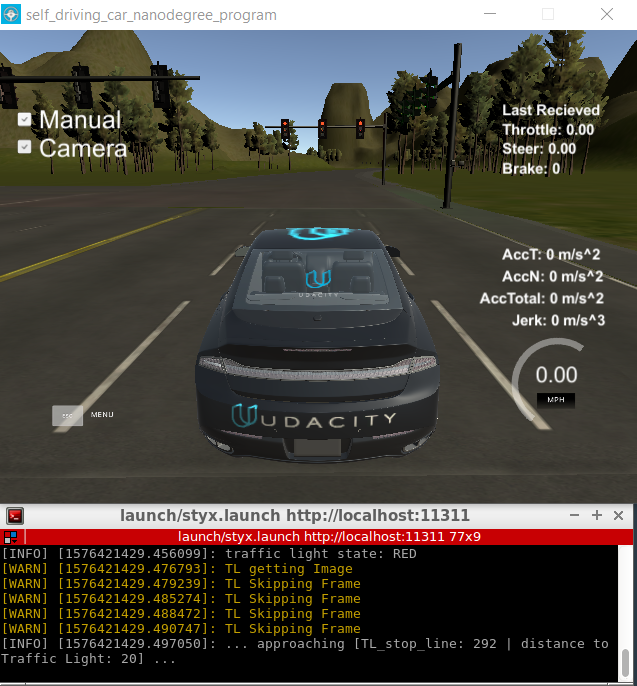 self_driving_car_nanodegree_program
Manual
Camera
Last Recieved
Throttle: 0.00
Steer: 0.00
Brake: 0
AccT: 0 m/s^2
AccN: 0 m/s^2
AccTotal: 0 m/s^2
Jerk: 0 m/s^3
0.00
MPH
UDACITY
UDACITY
ESC
MENU
launch/styx.launch http://localhost:11311
launch/styx.launch http://localhost:11311 77x9
[INFO] [1576421429.456099]: traffic light state: RED
[WARN] [1576421429.476793]: TL getting Image
[WARN] [1576421429.479239]: TL Skipping Frame
[WARN] [1576421429.485274]: TL Skipping Frame
[WARN] [1576421429.488472]: TL Skipping Frame
[WARN] [1576421429.490747]: TL Skipping Frame
[INFO] [1576421429.497050]: ... approaching [TL_stop_line: 292 | distance to
Traffic Light: 20] ...